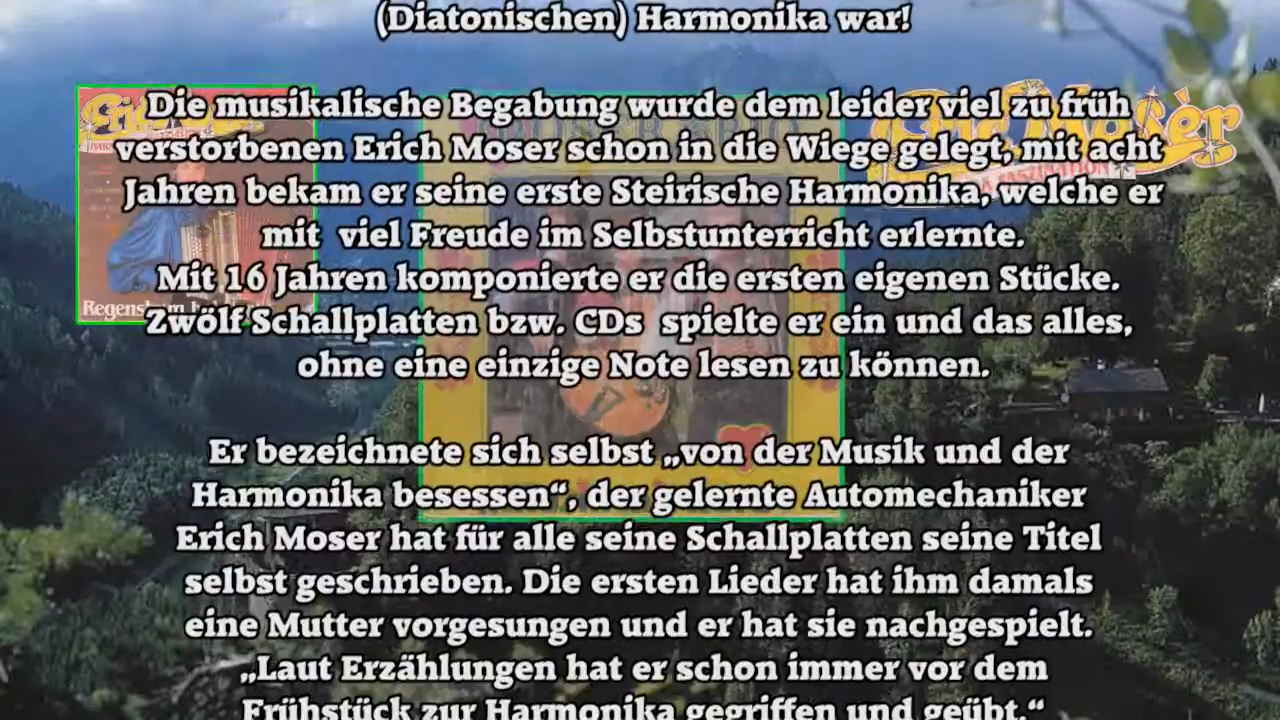 (Diatonischen) Harmonika war!
Die musikalische Begabung wurde dem leider viel zu früh
verstorbenen Erich Moser schon in die Wiege gelegt, mit acht
Jahren bekam er seine erste Steirische Harmonika, welche er
mit viel Freude im Selbstunterricht erlernte.
Mit 16 Jahren komponierte er die ersten eigenen Stücke.
Zwölf Schallplatten bzw. CDs spielte er ein und das alles,
ohne eine einzige Note lesen zu können.
Er bezeichnete sich selbst „von der Musik und der
Harmonika besessen“, der gelernte Automechaniker
Erich Moser hat für alle seine Schallplatten seine Titel
selbst geschrieben. Die ersten Lieder hat ihm damals
eine Mutter vorgesungen und er hat sie nachgespielt.
„Laut Erzählungen hat er schon immer vor dem
Frühstück zur Harmonika gegriffen und geübt.“